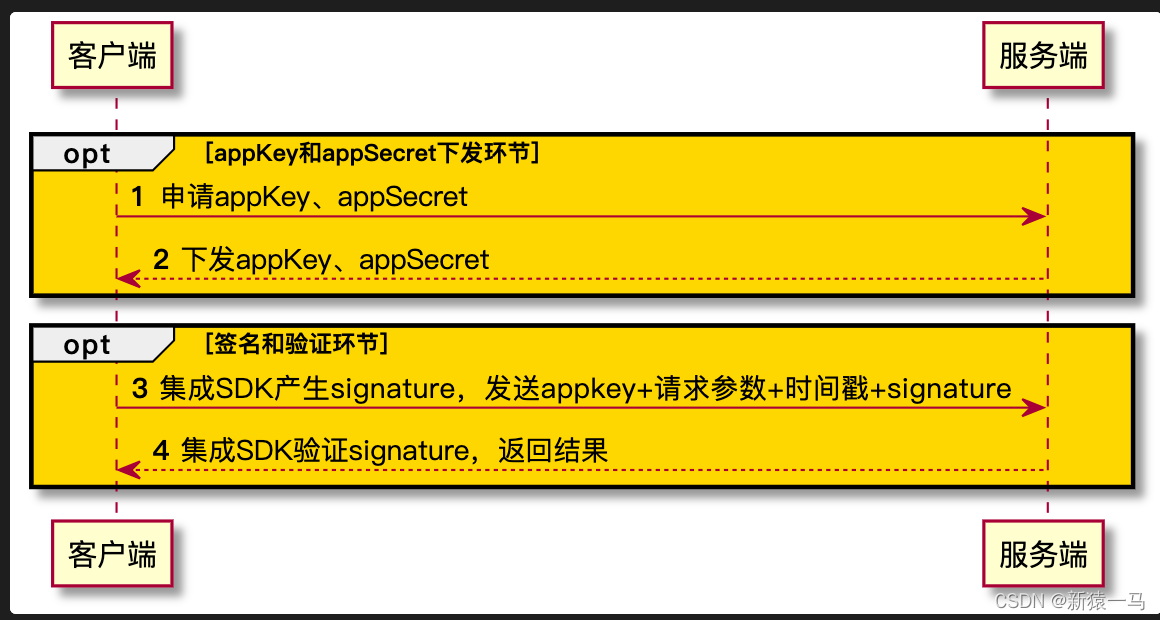 客户端 服务端
opt [appKey和appSecret下发环节]
1 申请appKey、appSecret
2 下发appKey、appSecret
opt [签名和验证环节]
3 集成SDK产生signature，发送appkey+请求参数+时间戳+signature
4 集成SDK验证signature，返回结果
客户端 服务端
CSDN @新猿一马